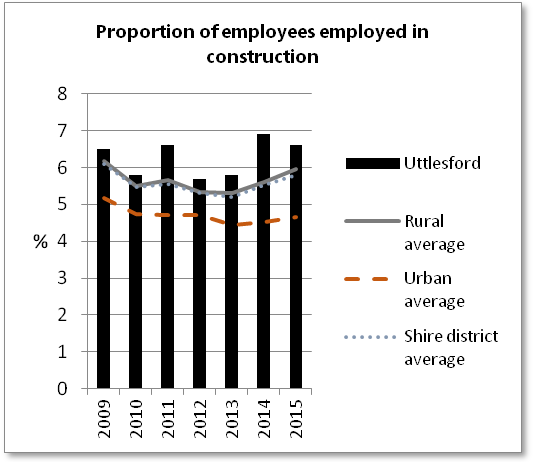 Proportion of employees employed in
construction
8
7
6
5
4
3
2
1
0
%
2009
2010
2011
2012
2013
2014
2015
Uttlesford
Rural
average
Urban
average
Shire district
average